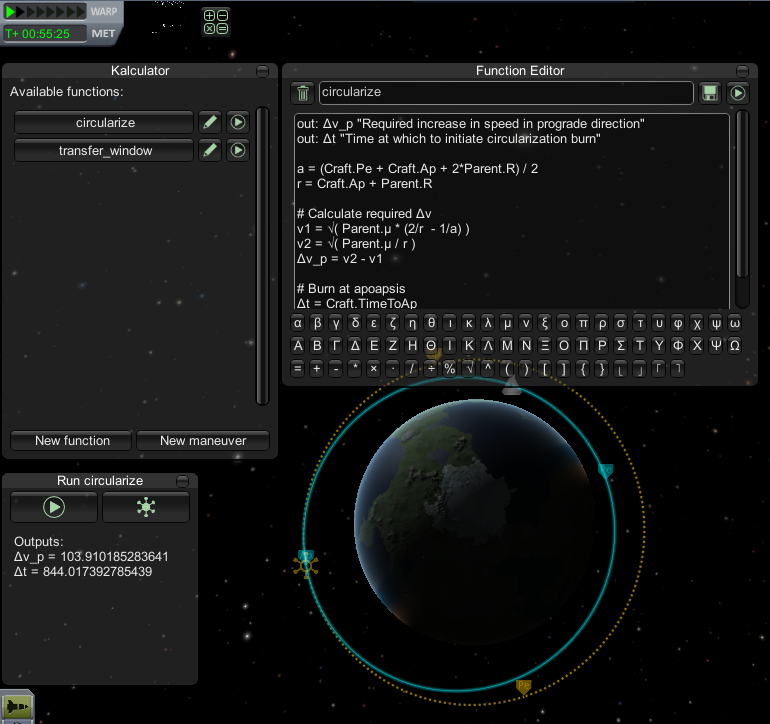 WARP
T+ 00:55:25 MET
Kalculator
Available functions:
circularize
transfer_window
New function
New maneuver
Function Editor
circularize
out: Δv_p "Required increase in speed in prograde direction"
out: Δt "Time at which to initiate circularization burn"
a = (Craft.Pe + Craft.Ap + 2*Parent.R) / 2
r = Craft.Ap + Parent.R
# Calculate required Δv
v1 = √( Parent.μ * (2/r  - 1/a) )
v2 = √( Parent.μ / r )
Δv_p = v2 - v1
# Burn at apoapsis
Δt = Craft.TimeToAp
α β γ δ ε ζ η θ ι κ λ μ ν ξ ο π ρ σ τ υ φ χ ψ ω
Α Β Γ Δ Ε Ζ Η Θ Ι Κ Λ Μ Ν Ξ Ο Π Ρ Σ Τ Υ Φ Χ Ψ Ω
= + - * × · / ÷ % √ ^ ( ) [ ] { } ⌊ ⌋ ⌈ ⌉
Run circularize
Outputs:
Δv_p = 103.910185283641
Δt = 844.017392785439
Pe